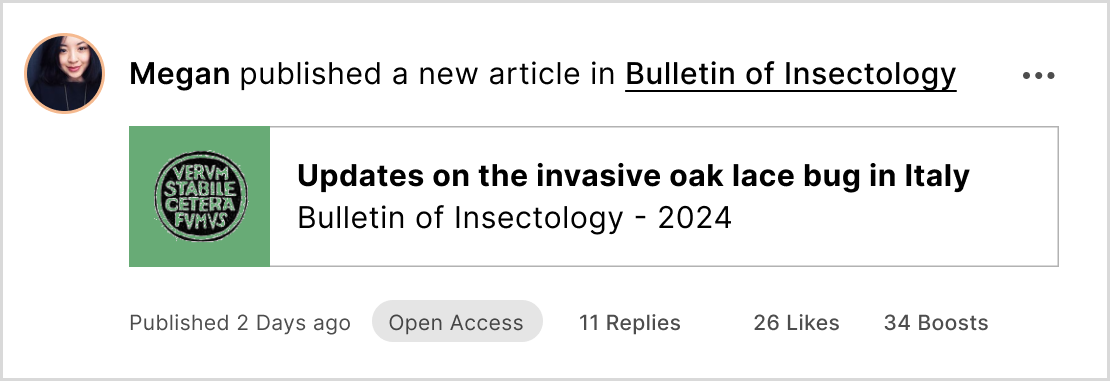 Megan published a new article in Bulletin of Insectology
VERVM
STABILE
CETERA
FVMVS
Updates on the invasive oak lace bug in Italy
Bulletin of Insectology - 2024
Published 2 Days ago Open Access 11 Replies 26 Likes 34 Boosts